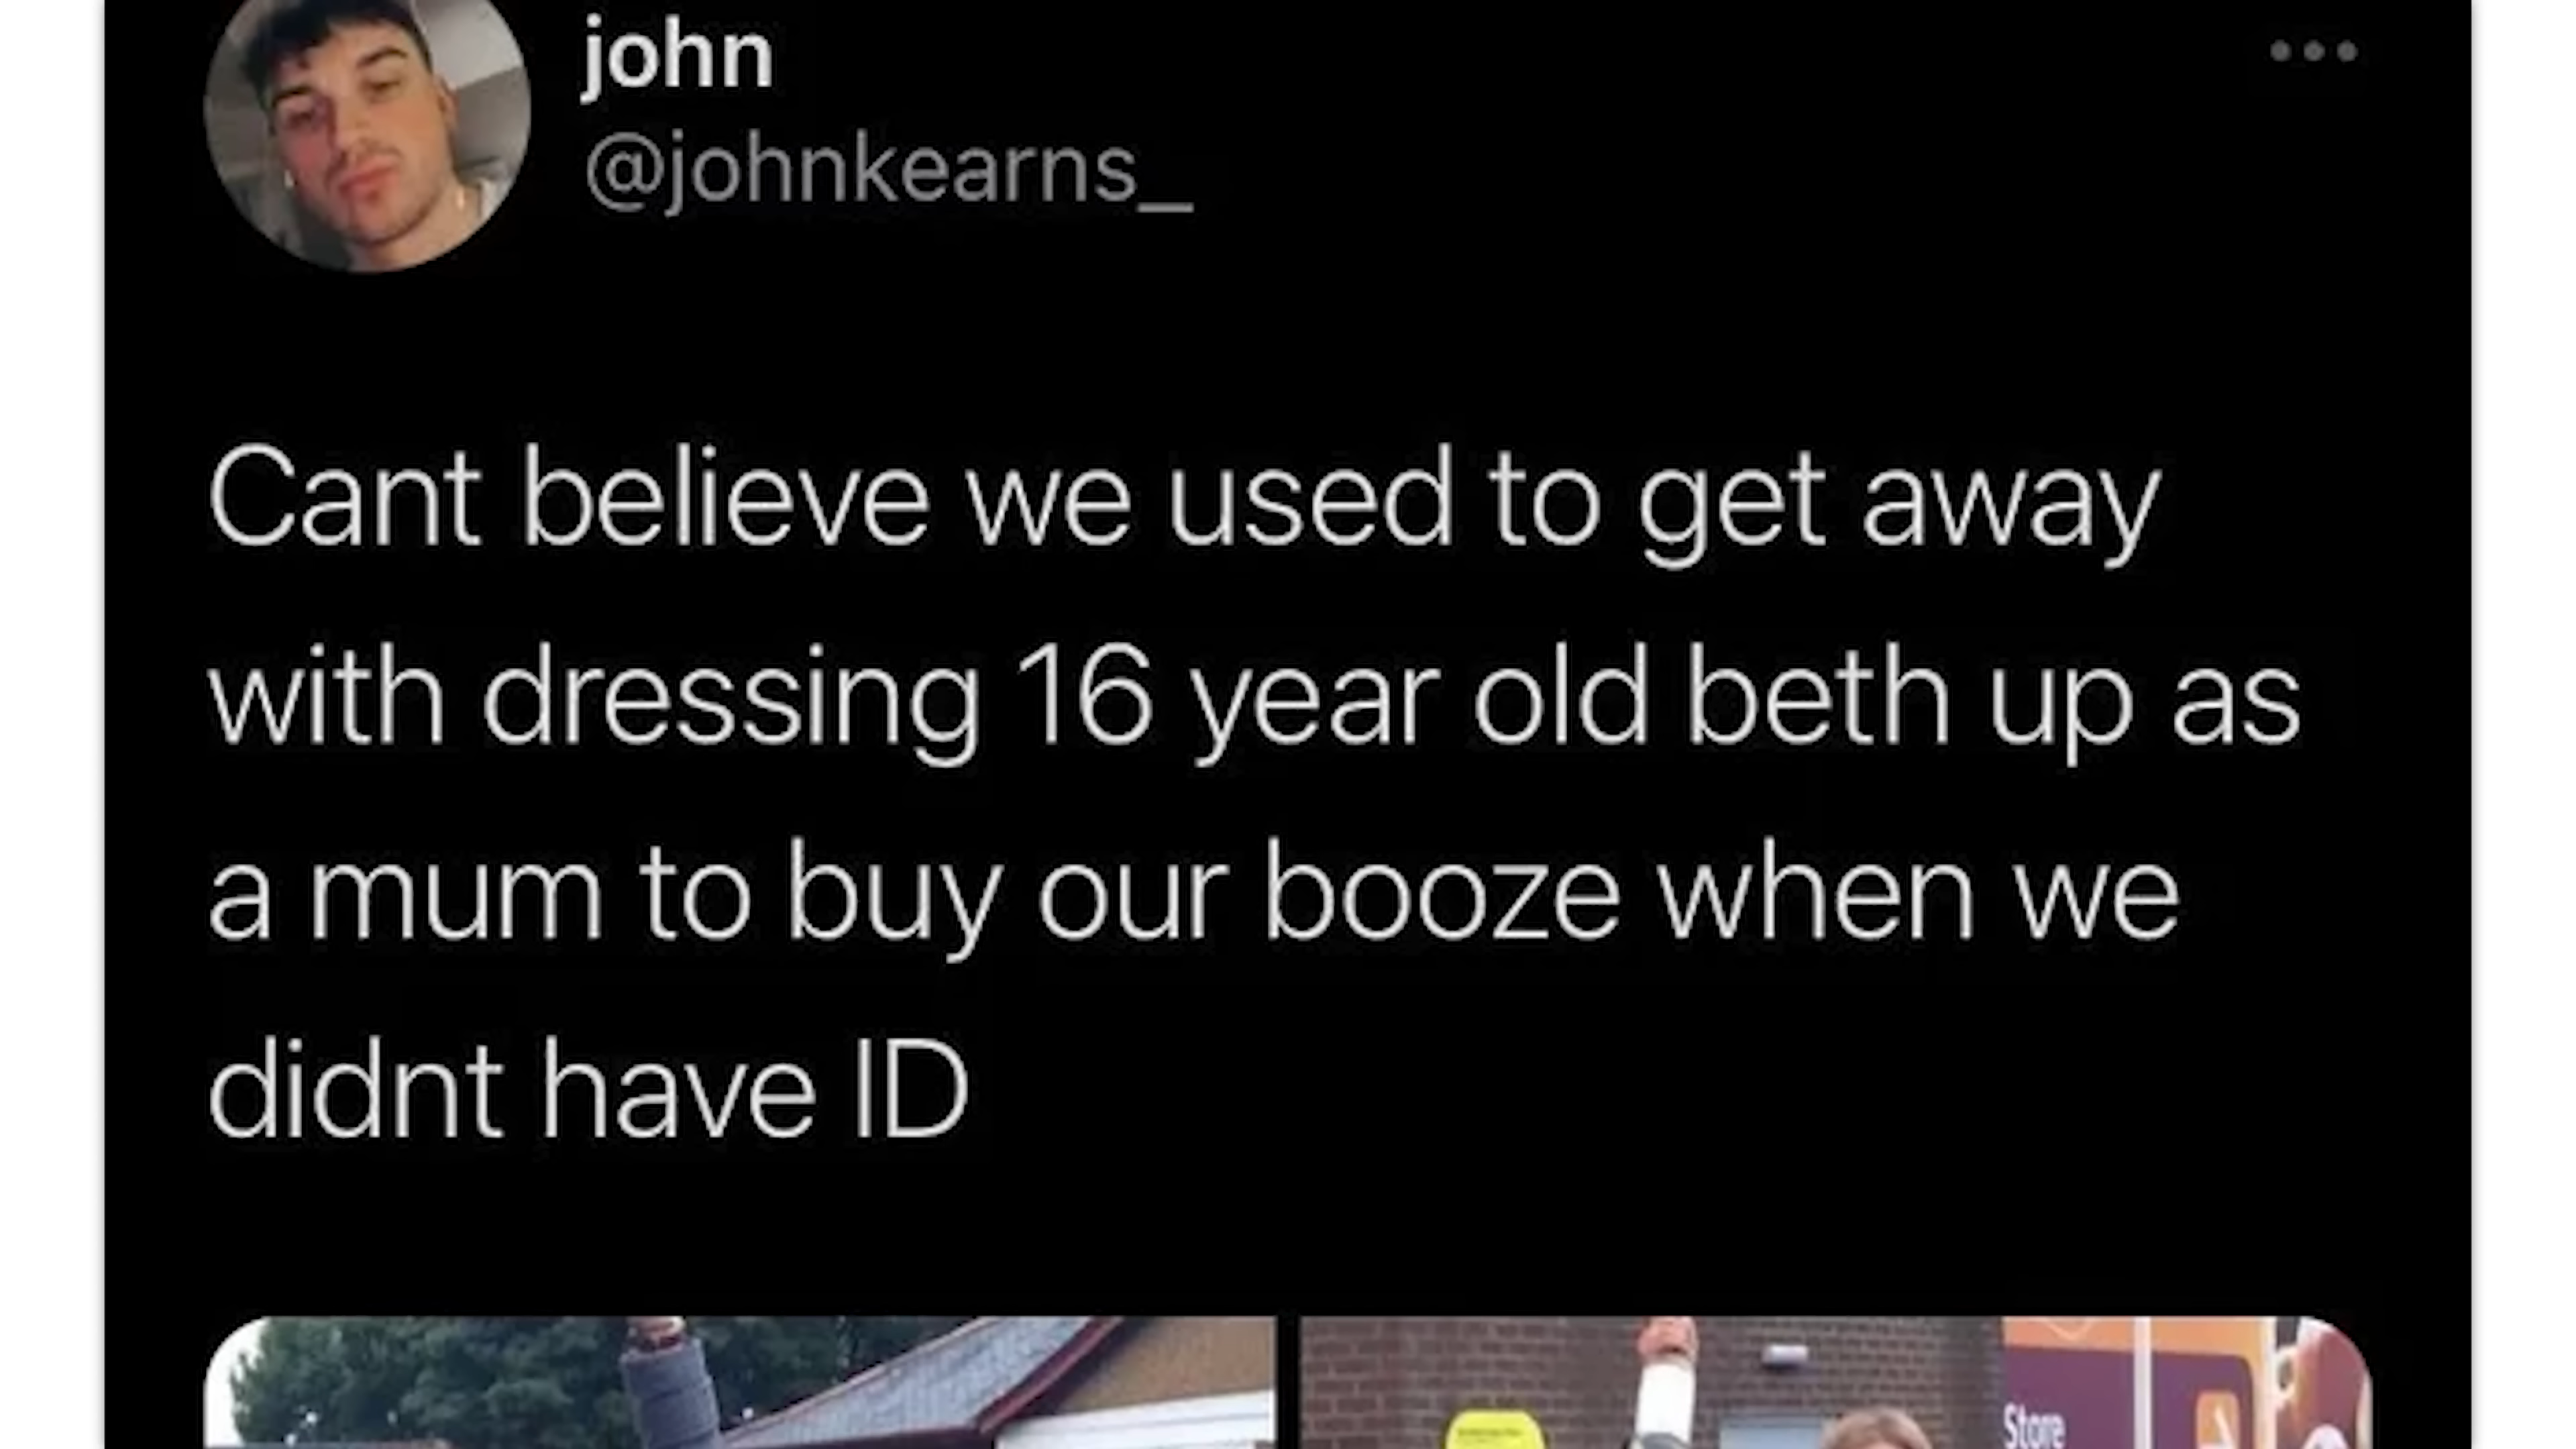 john
@johnkearns_
Cant believe we used to get away
with dressing 16 year old beth up as
a mum to buy our booze when we
didnt have ID
Store